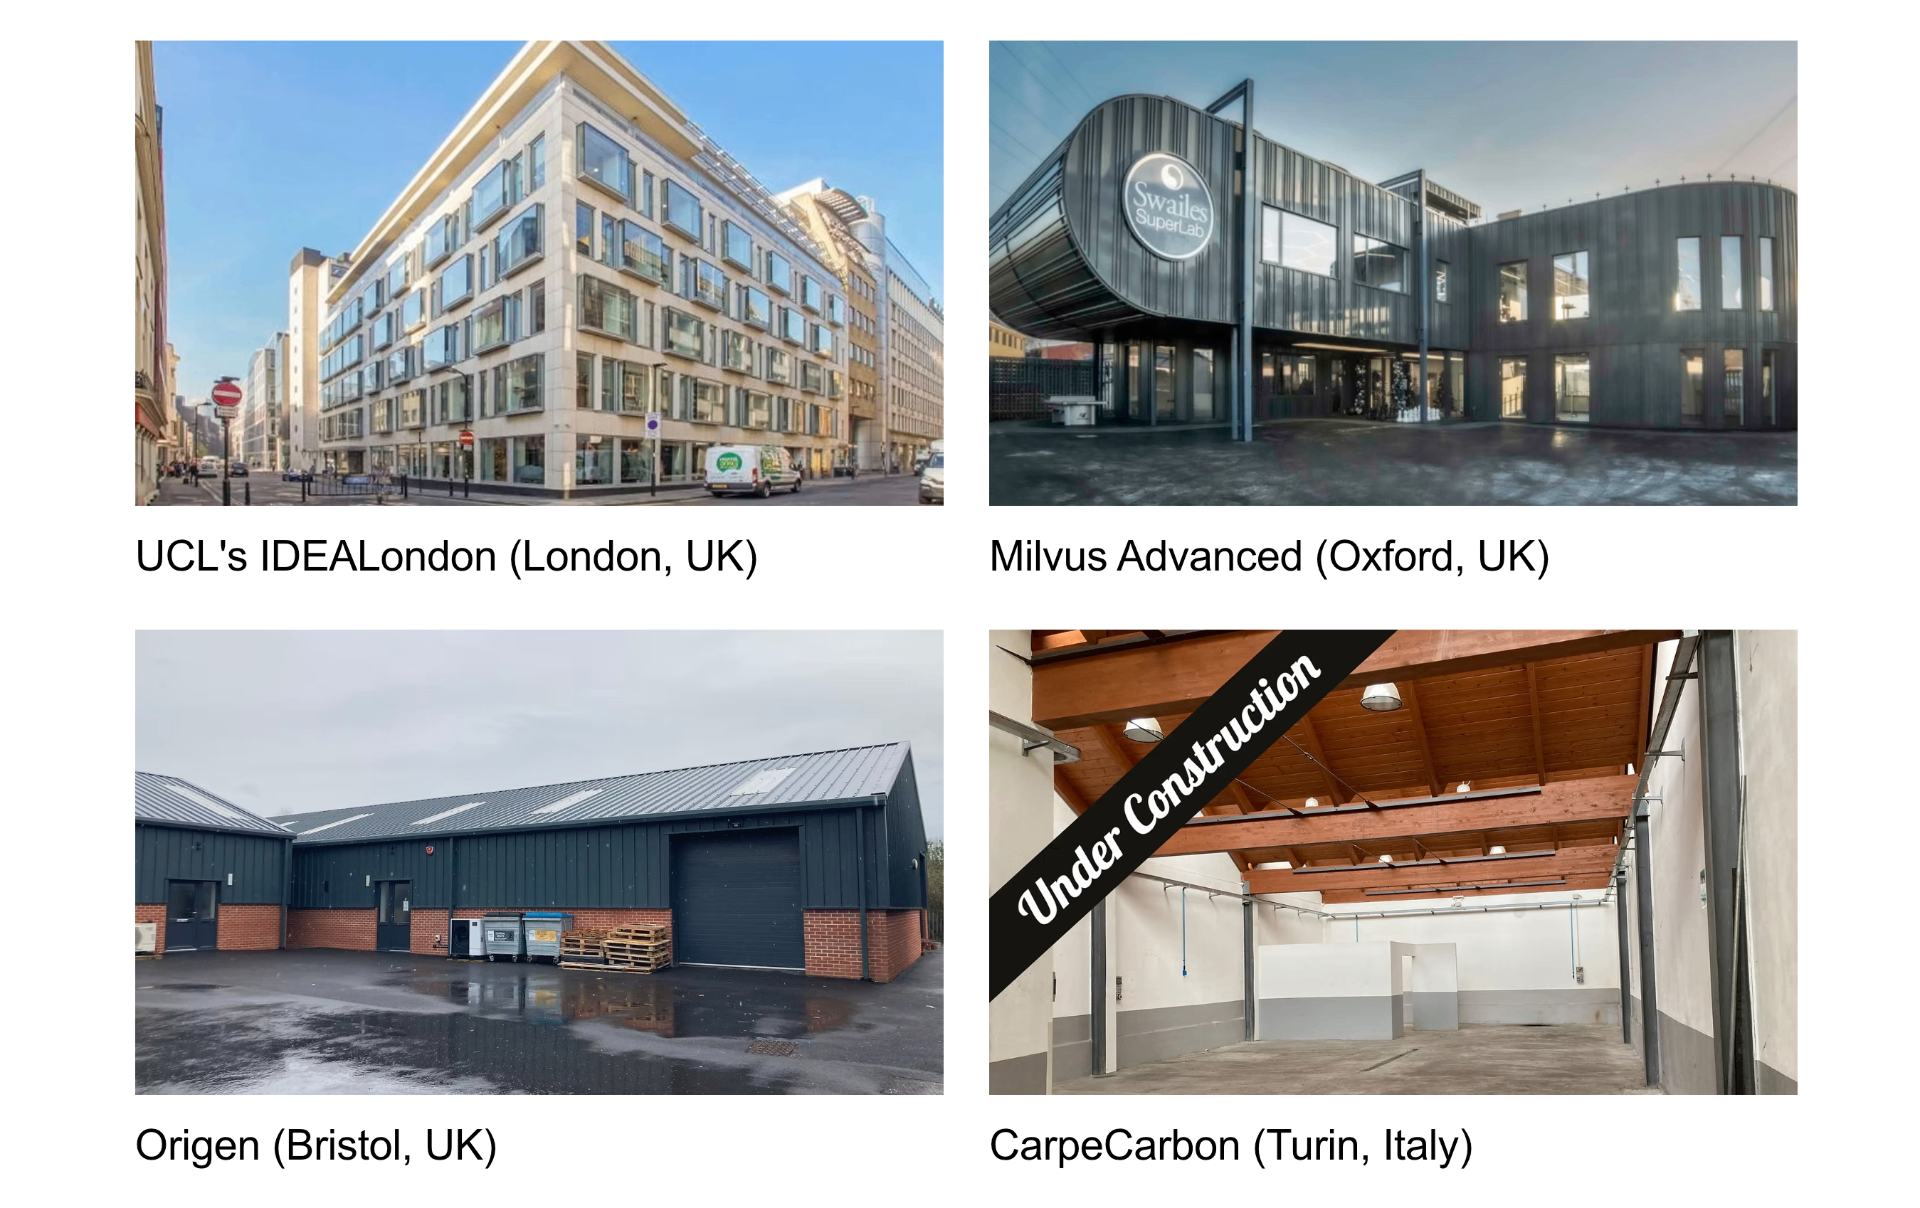 Swailes
SuperLab
UCL's IDEALondon (London, UK)
Milvus Advanced (Oxford, UK)
Under Construction
Origen (Bristol, UK)
CarpeCarbon (Turin, Italy)